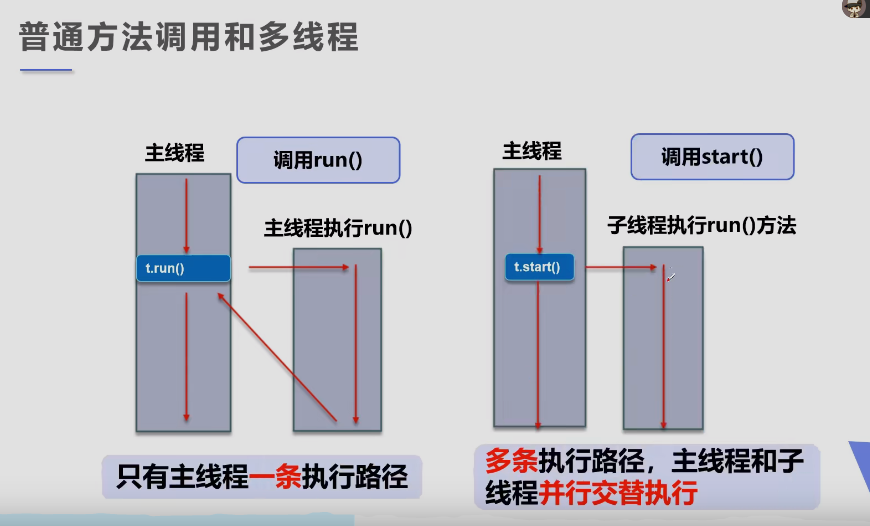 普通方法调用和多线程
主线程
调用run()
主线程执行run()
t.run()
只有主线程一条执行路径
主线程
调用start()
子线程执行run()方法
t.start()
多条执行路径，主线程和子
线程并行交替执行